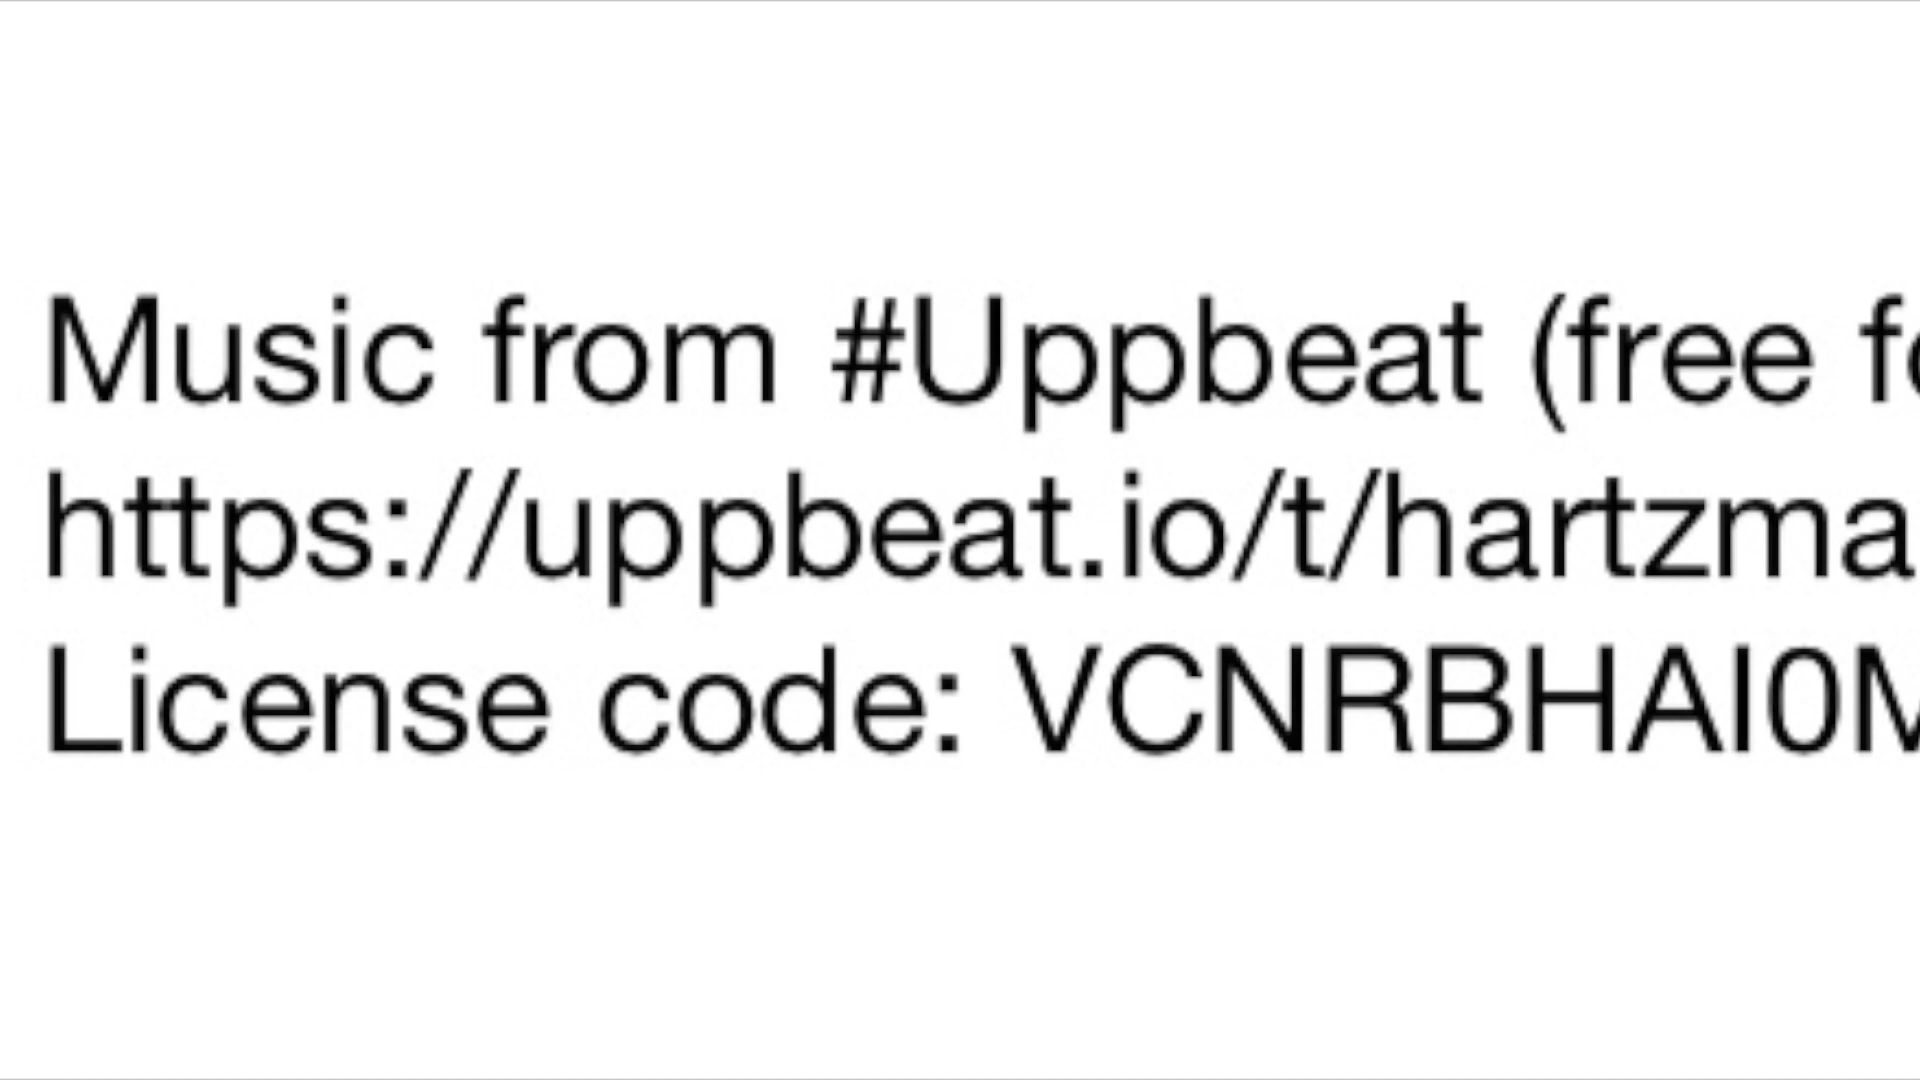 Music from #Uppbeat (free fo
https://uppbeat.io/t/hartzma
License code: VCNRBHAI0M